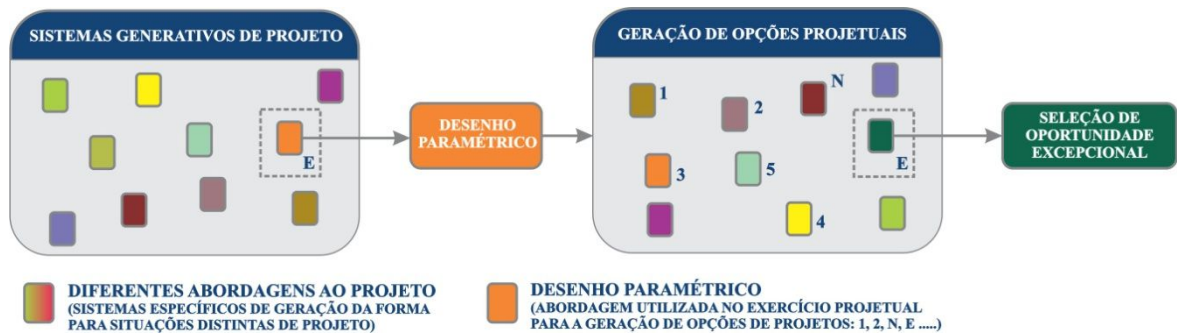 SISTEMAS GENERATIVOS DE PROJETO
GERAÇÃO DE OPÇÕES PROJETUAIS
E
DESENHO
PARAMÉTRICO
1
2
N
3
5
4
E
SELEÇÃO DE
OPORTUNIDADE
EXCEPCIONAL
DIFERENTES ABORDAGENS AO PROJETO
(SISTEMAS ESPECÍFICOS DE GERAÇÃO DA FORMA
PARA SITUAÇÕES DISTINTAS DE PROJETO)
DESENHO PARAMÉTRICO
(ABORDAGEM UTILIZADA NO EXERCÍCIO PROJETUAL
PARA A GERAÇÃO DE OPÇÕES DE PROJETOS: 1, 2, N, E .....)